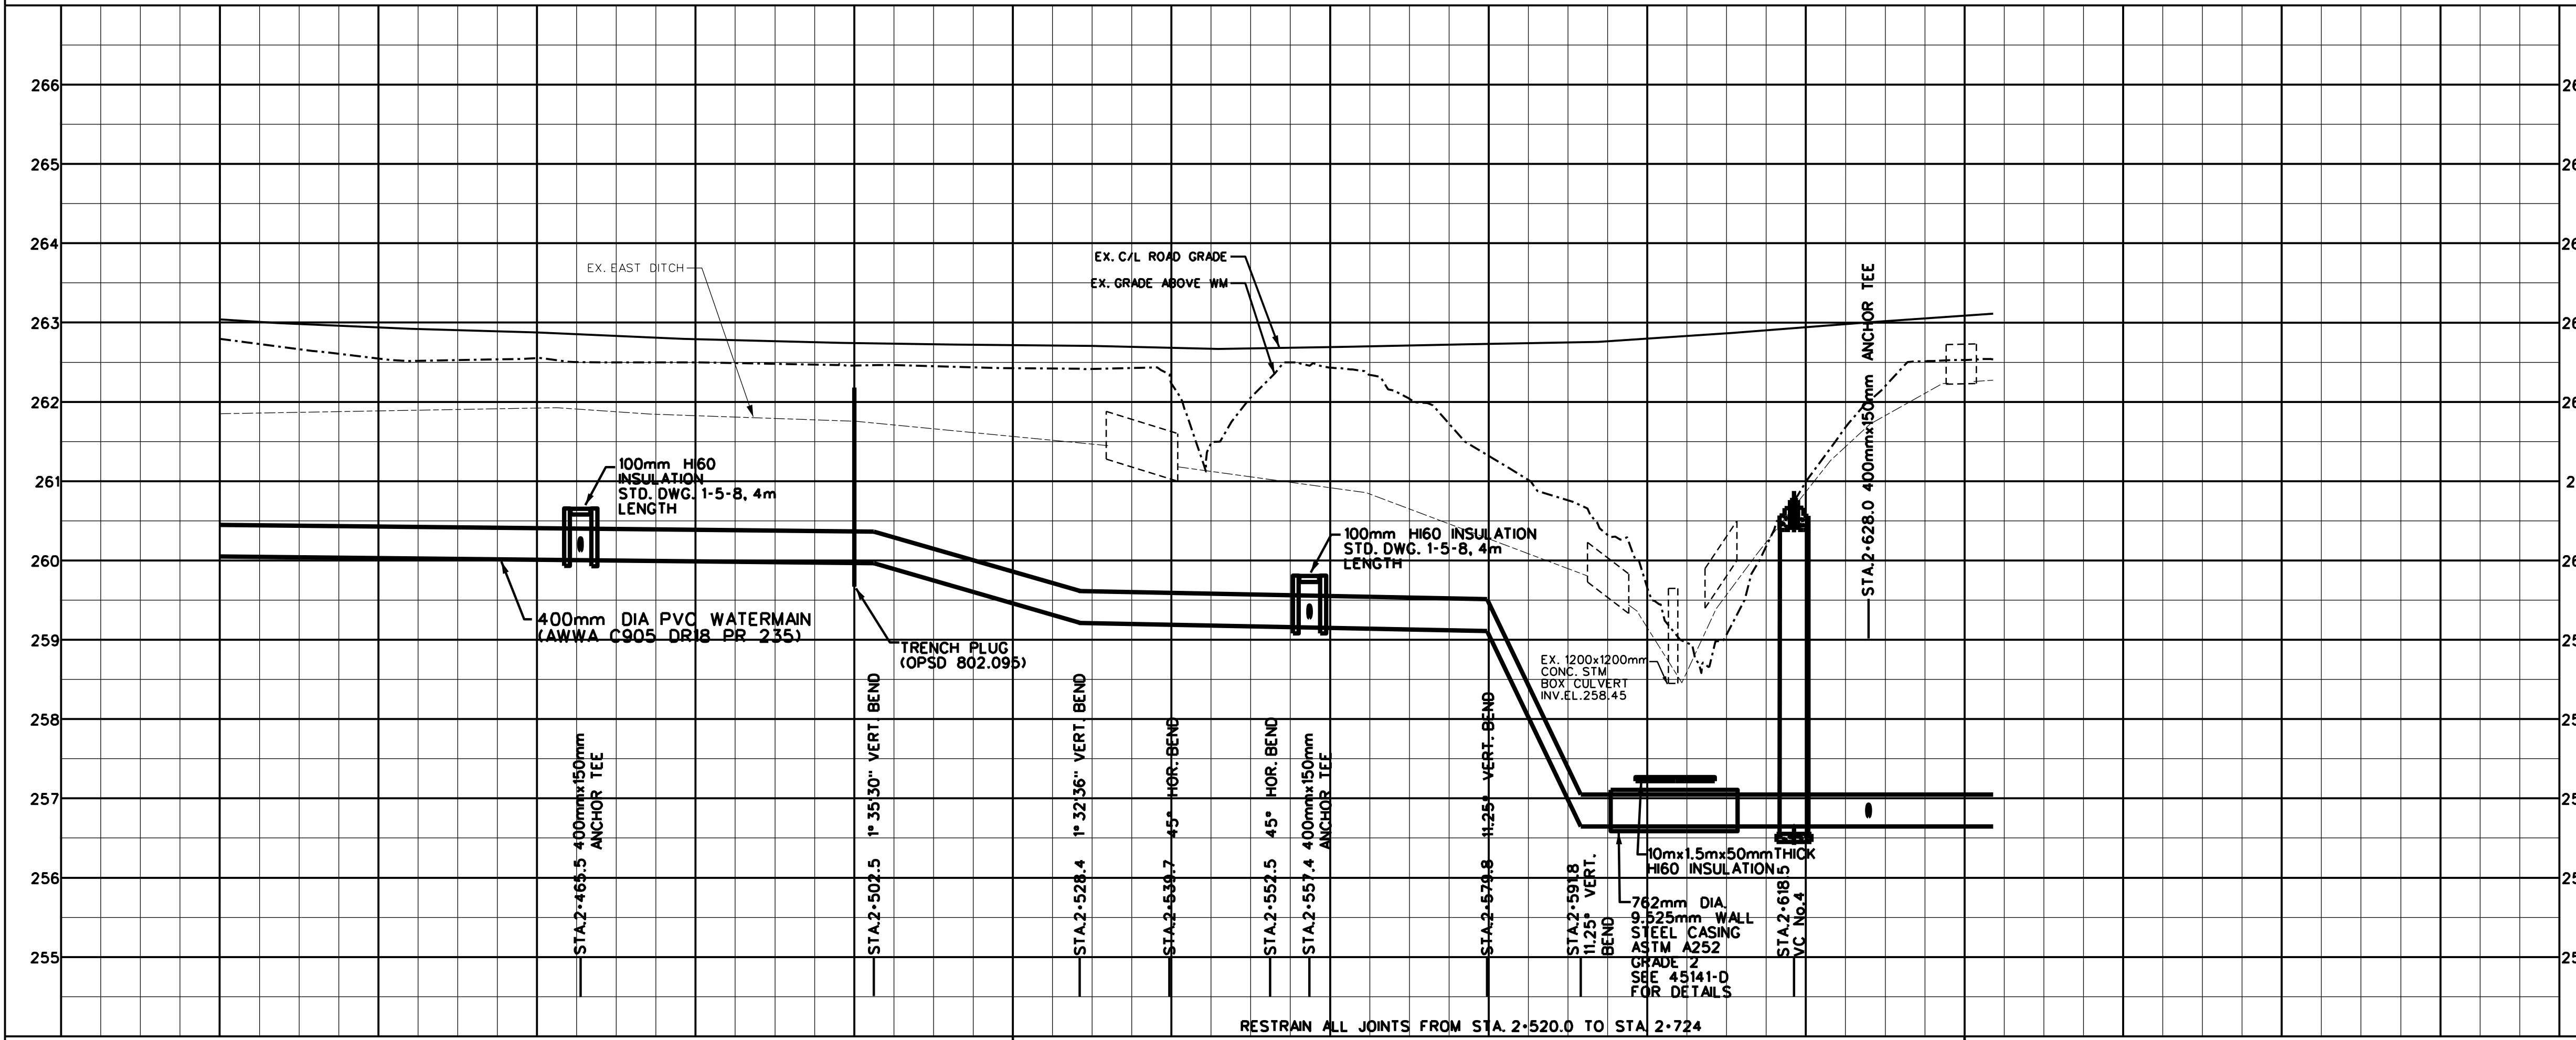 266
265
264
263
262
261
260
259
258
257
256
255
EX. EAST DITCH
EX. C/L ROAD GRADE
EX. GRADE ABOVE WM
100mm HI60
INSULATION
STD. DWG. 1-5-8, 4m
LENGTH
400mm DIA PVC WATERMAIN
(AWWA C905 DR18 PR 235)
TRENCH PLUG
(OPSD 802.095)
100mm HI60 INSULATION
STD. DWG. 1-5-8, 4m
LENGTH
EX. 1200x1200mm
CONC. STM
BOX CULVERT
INV.EL.258.45
STA.2+628.0 400mmx150mm ANCHOR TEE
STA.2+465.5 400mmx150mm
ANCHOR TEE
STA.2+502.5 1°35'30" VERT. BEND
STA.2+528.4 1°32'36" VERT. BEND
STA.2+539.7 45° HOR. BEND
STA.2+552.5 45° HOR. BEND
STA.2+557.4 400mmx150mm
ANCHOR TEE
STA.2+579.8 11.25° VERT. BEND
STA.2+591.8
11.25° VERT.
BEND
10mx1.5mx50mm THICK
HI60 INSULATION
762mm DIA.
9.525mm WALL
STEEL CASING
ASTM A252
GRADE 2
SEE 45141-D
FOR DETAILS
STA.2+618.5
VC No.4
RESTRAIN ALL JOINTS FROM STA. 2+520.0 TO STA. 2+724